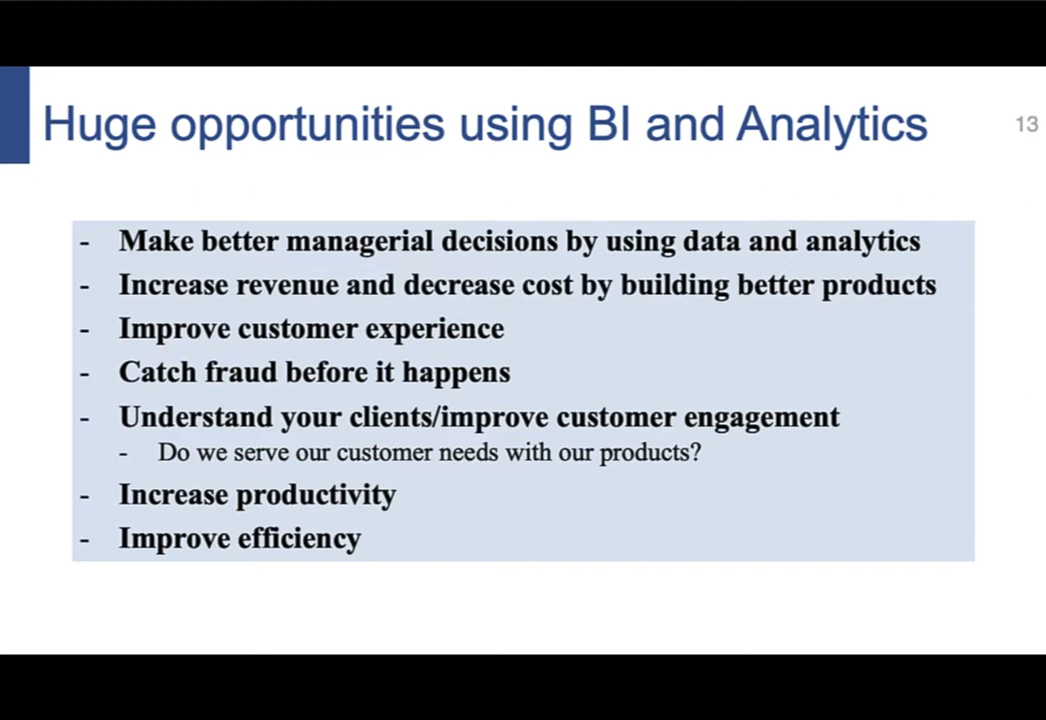 Huge opportunities using BI and Analytics
13
- Make better managerial decisions by using data and analytics
- Increase revenue and decrease cost by building better products
- Improve customer experience
- Catch fraud before it happens
- Understand your clients/improve customer engagement
- Do we serve our customer needs with our products?
- Increase productivity
- Improve efficiency